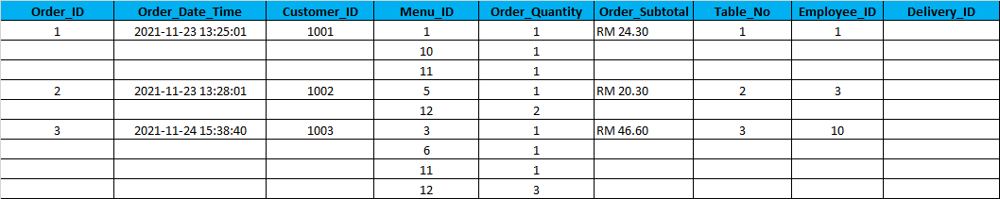 Order_ID Order_Date_Time Customer_ID Menu_ID Order_Quantity Order_Subtotal Table_No Employee_ID Delivery_ID
1 2021-11-23 13:25:01 1001 1 1 RM 24.30 1 1
10 1
11 1
2 2021-11-23 13:28:01 1002 5 1 RM 20.30 2 3
12 2
3 2021-11-24 15:38:40 1003 3 1 RM 46.60 3 10
6 1
11 1
12 3